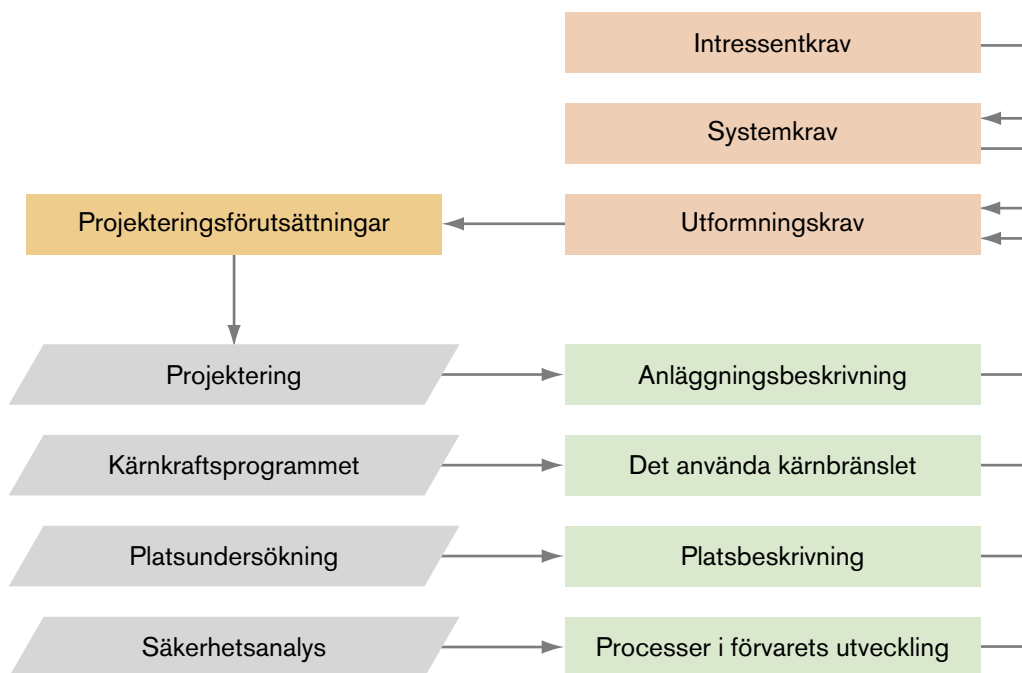 Intressentkrav
Systemkrav
Projekteringsförutsättningar
Utformningskrav
Projektering
Anläggningsbeskrivning
Kärnkraftsprogrammet
Det använda kärnbränslet
Platsundersökning
Platsbeskrivning
Säkerhetsanalys
Processer i förvarets utveckling